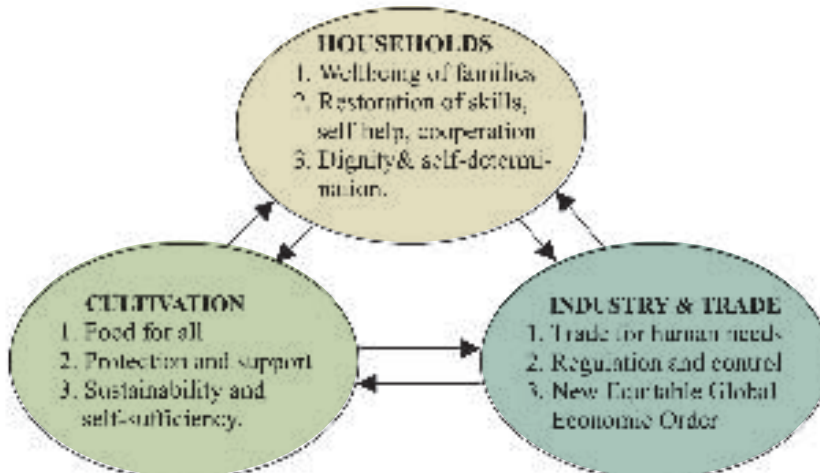 HOUSEHOLDS
1. Wellbeing of families
2. Restoration of skills,
self help, cooperation
3. Dignity& self-determi-
nation.
CULTIVATION
1. Food for all
2. Protection and support
3. Sustainability and
self-sufficiency.
INDUSTRY & TRADE
1. Trade for human needs
2. Regulation and control
3. New Equitable Global
Economic Order